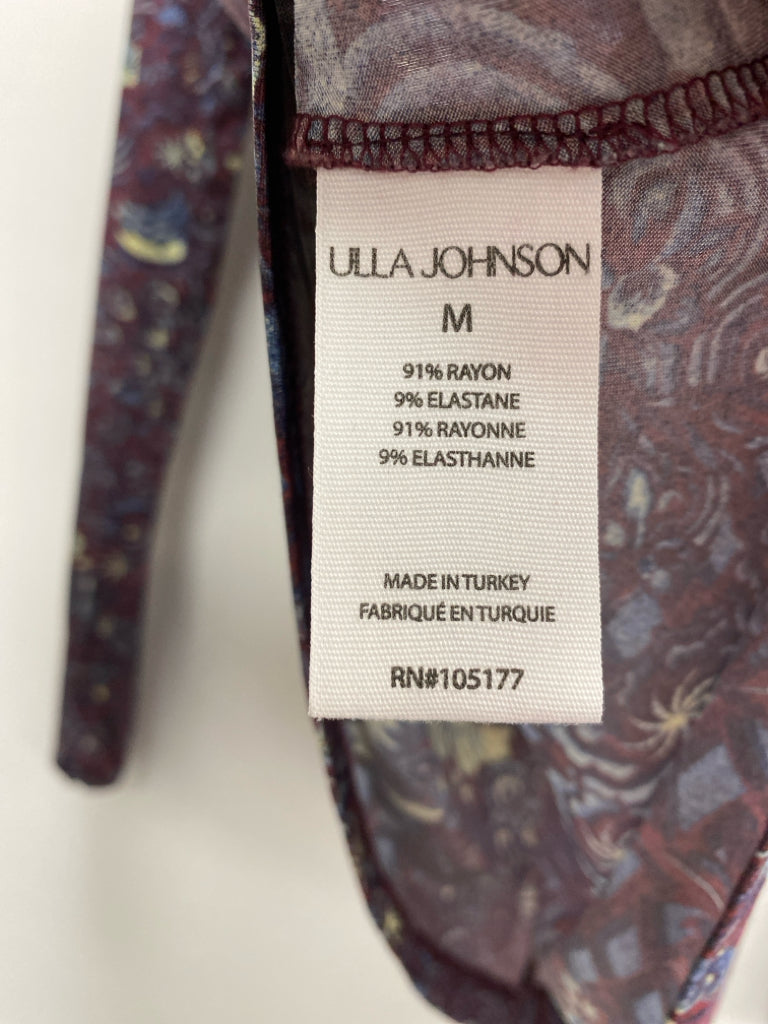 ULLA JOHNSON
M
91% RAYON
9% ELASTANE
91% RAYONNE
9% ELASTHANNE
MADE IN TURKEY
FABRIQUÉ EN TURQUIE
RN#105177